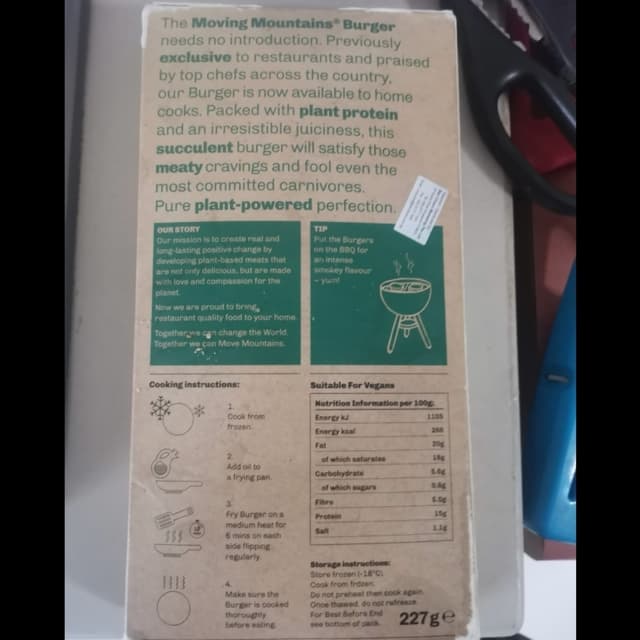 The Moving Mountains® Burger
needs no introduction. Previously
exclusive to restaurants and praised
by top chefs across the country,
our Burger is now available to home
cooks. Packed with plant protein
and an irresistible juiciness, this
succulent burger will satisfy those
meaty cravings and fool even the
most committed carnivores.
Pure plant-powered perfection.
OUR STORY
Our mission is to create real and
long-lasting positive change by
developing plant-based meats that
are not only delicious, but are made
with love and compassion for the
planet.
Now we are proud to bring
restaurant quality food to your home.
Together we can change the World.
Together we can Move Mountains.
TIP
Put the Burgers
on the BBQ for
an intense
smokey flavour
– yum!
Cooking instructions:
1.
Cook from
frozen.
2.
Add oil to
a frying pan.
3.
Fry Burger on a
medium heat for
6 mins on each
side flipping
regularly.
4.
Make sure the
Burger is cooked
thoroughly
before eating.
Suitable For Vegans
Nutrition Information per 100g:
Energy kJ 1105
Energy kcal
Fat 20g
of which saturates 18g
Carbohydrate
of which sugars
Fibre
Protein 15g
Salt 1.1g
Storage instructions:
Store frozen (-18°C).
Cook from frozen.
Do not preheat then cook again.
Once thawed, do not refreeze.
For Best Before End
see bottom of pack.
227g e